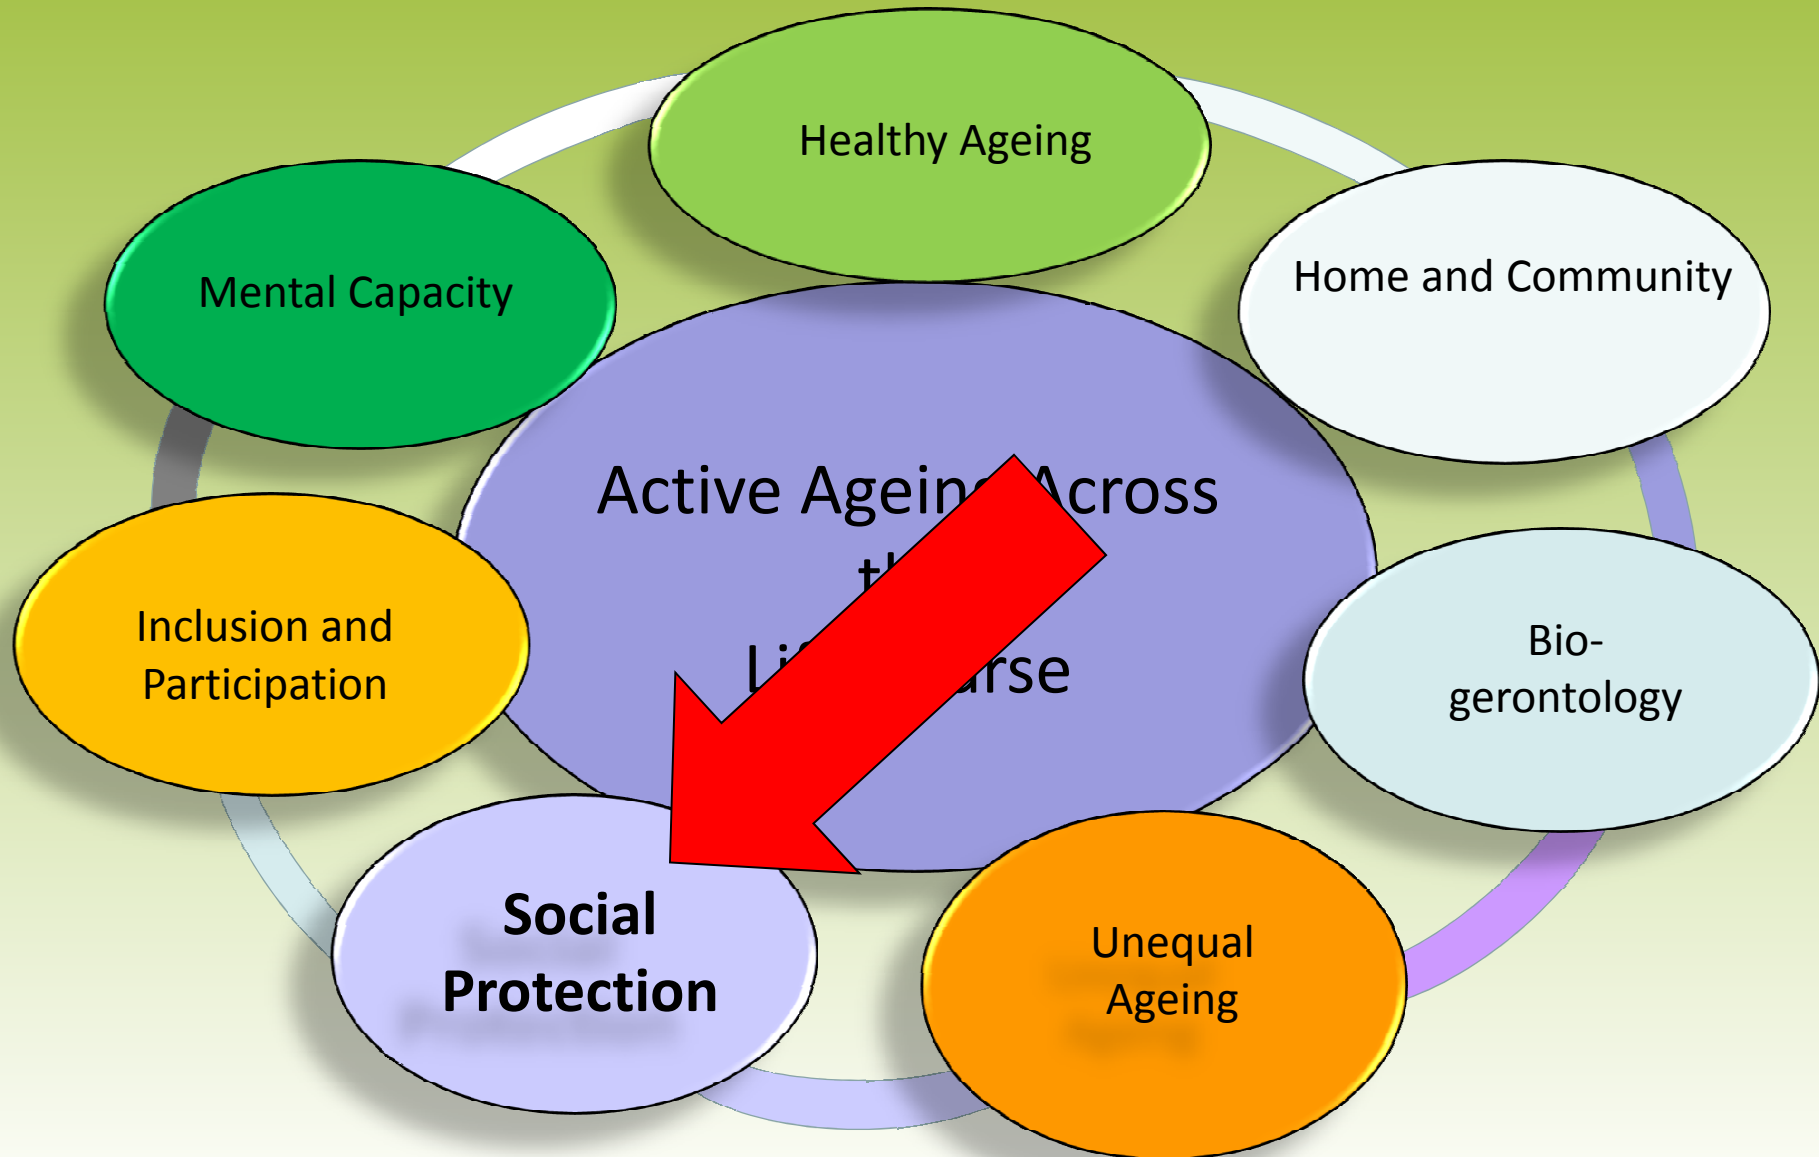 Healthy Ageing
Mental Capacity
Home and Community
Active Ageing Across
Inclusion and
Participation
Bio-
gerontology
Social
Protection
Unequal
Ageing